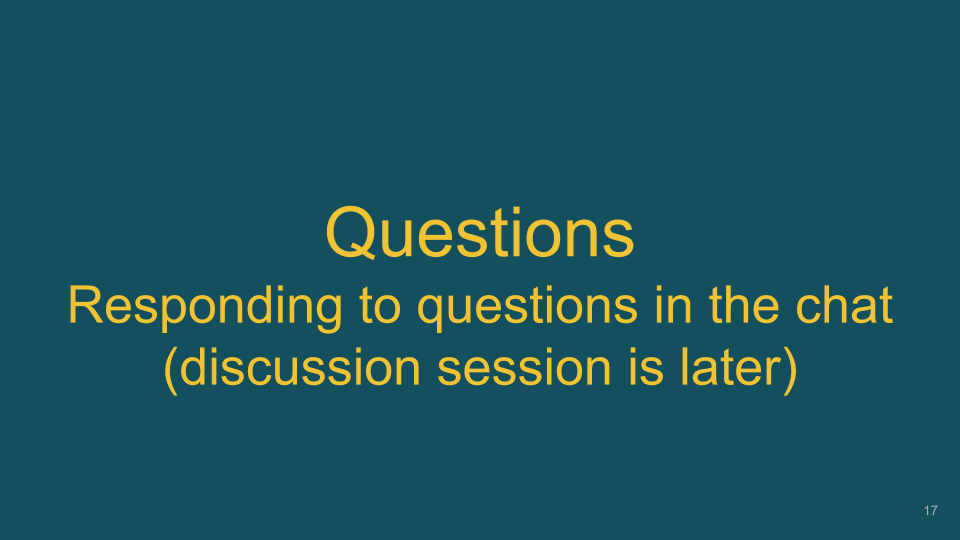 Questions
Responding to questions in the chat
(discussion session is later)
17